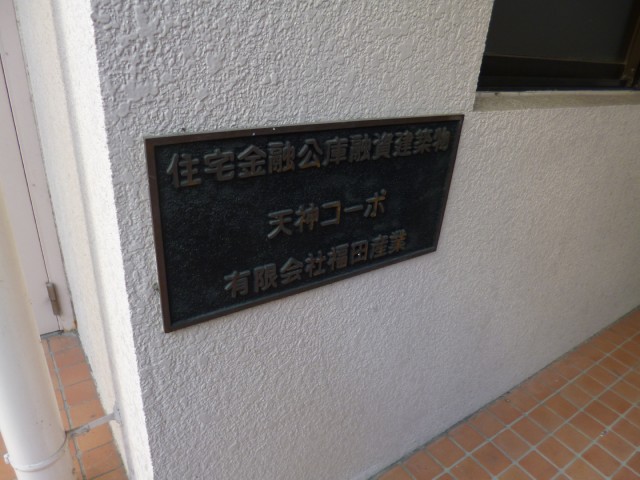 住宅金融公庫融資建築物
天神コーポ
有限会社福田産業